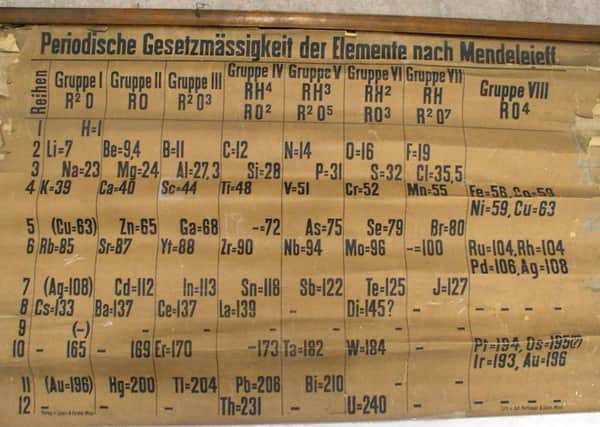 Periodische Gesetzmässigkeit der Elemente nach Mendelejeff.
Reihen Gruppe I Gruppe II Gruppe III Gruppe IV Gruppe V Gruppe VI Gruppe VII Gruppe VIII
RH⁴ RH³ RH² RH
R²O RO R²O³ RO² R²O⁵ RO³ R²O⁷ RO⁴
1 H=1
2 Li=7 Be=9,4 B=11 C=12 N=14 O=16 F=19
3 Na=23 Mg=24 Al=27,3 Si=28 P=31 S=32 Cl=35,5
4 K=39 Ca=40 Sc=44 Ti=48 V=51 Cr=52 Mn=55 Fe=56, Co=59
Ni=59, Cu=63
5 (Cu=63) Zn=65 Ga=68 -=72 As=75 Se=79 Br=80
6 Rb=85 Sr=87 Yt=88 Zr=90 Nb=94 Mo=96 -=100 Ru=104, Rh=104
Pd=106, Ag=108
7 (Ag=108) Cd=112 In=113 Sn=118 Sb=122 Te=125 J=127
8 Cs=133 Ba=137 Ce=137 La=139 - Di=145? - - - - -
9 (-) - - - - - -
10 - 165 - 169 Er=170 -173 Ta=182 W=184 - Pt=194, Os=195(?)
Ir=193, Au=196
11 (Au=196) Hg=200 Tl=204 Pb=206 Bi=210 - -
12 - - - Th=231 - U=240 - - - - -